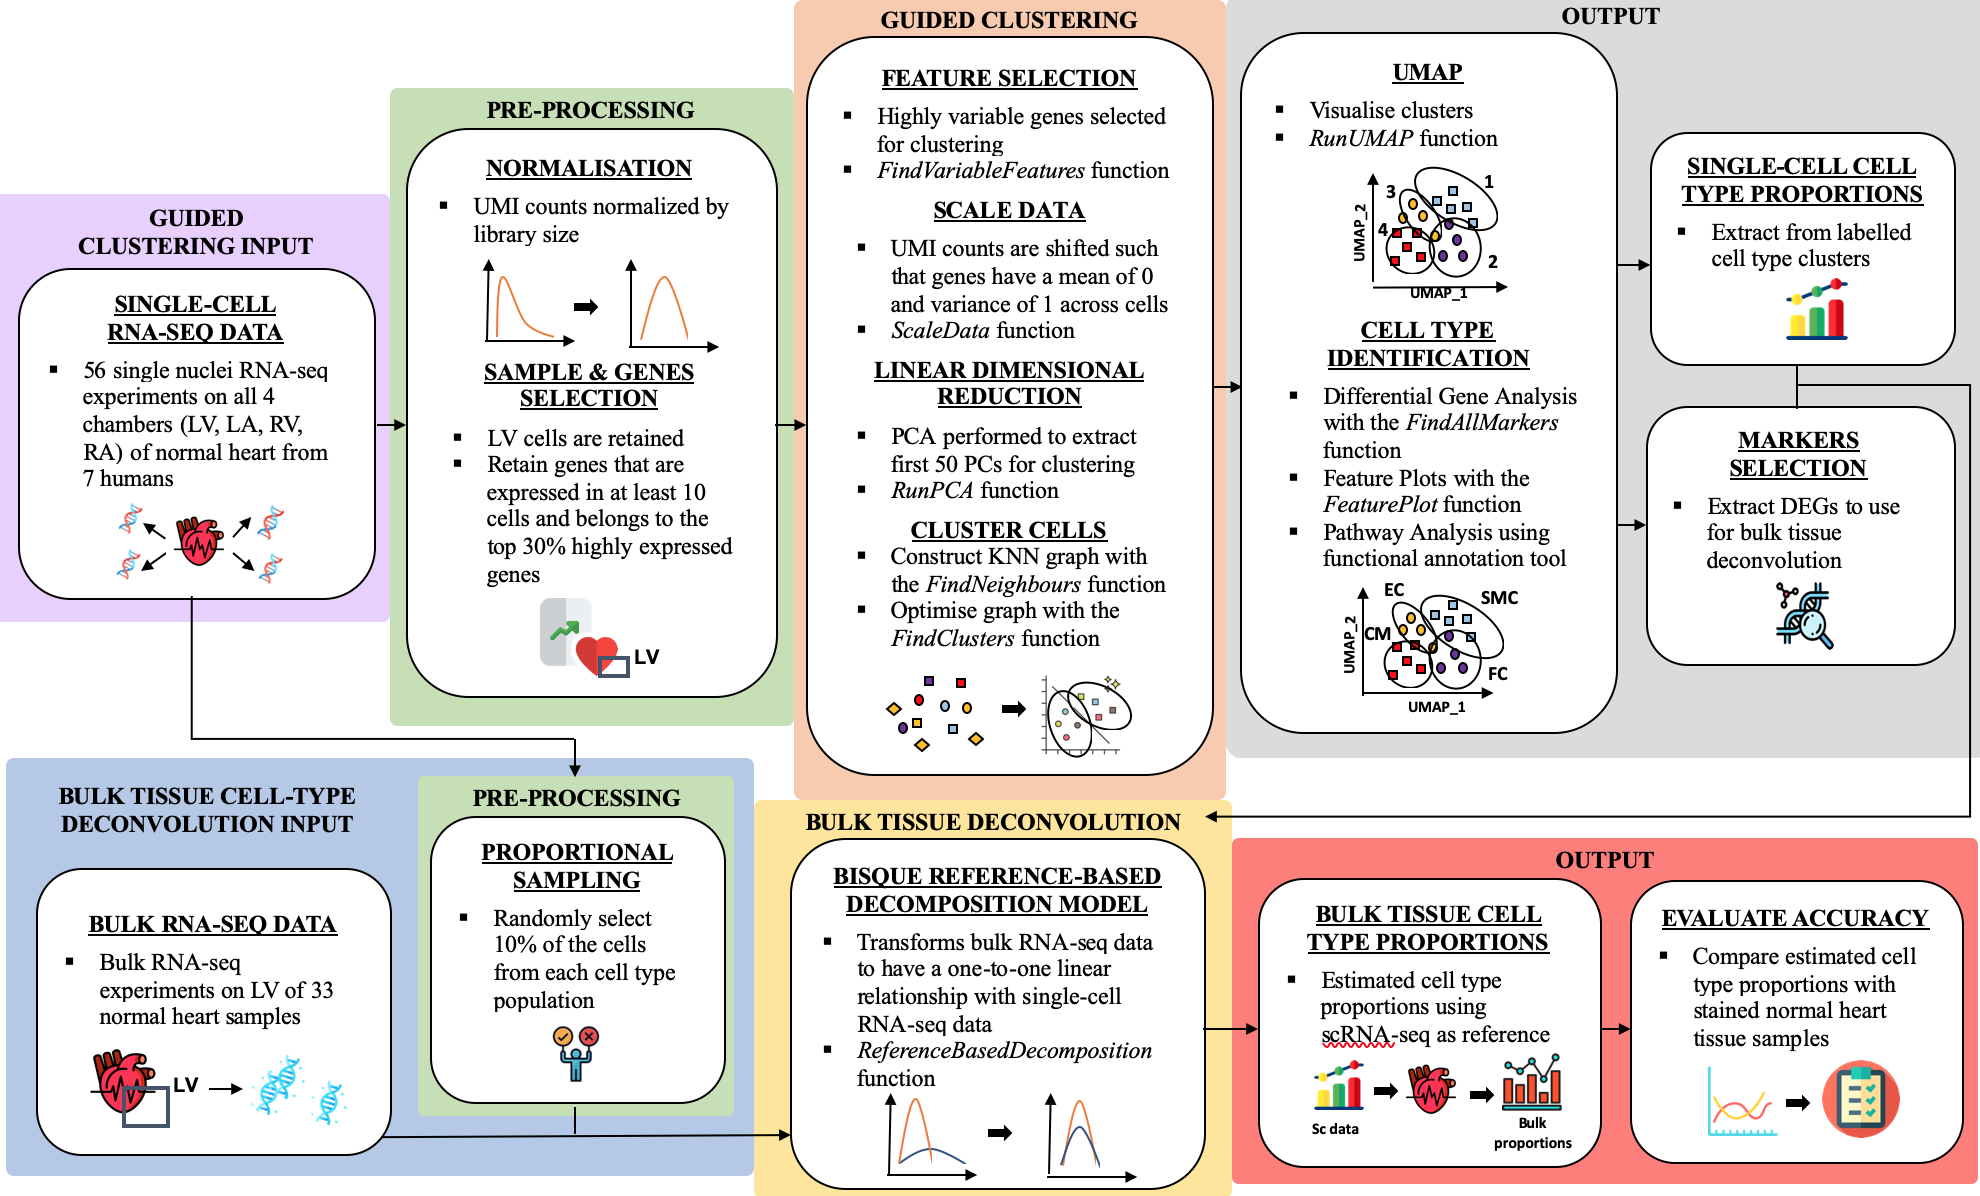 GUIDED
CLUSTERING INPUT
SINGLE-CELL
RNA-SEQ DATA
▪ 56 single nuclei RNA-seq
experiments on all 4
chambers (LV, LA, RV,
RA) of normal heart from
7 humans
PRE-PROCESSING
NORMALISATION
▪ UMI counts normalized by
library size
SAMPLE & GENES
SELECTION
▪ LV cells are retained
▪ Retain genes that are
expressed in at least 10
cells and belongs to the
top 30% highly expressed
genes
LV
GUIDED CLUSTERING
FEATURE SELECTION
▪ Highly variable genes selected
for clustering
▪ FindVariableFeatures function
SCALE DATA
▪ UMI counts are shifted such
that genes have a mean of 0
and variance of 1 across cells
▪ ScaleData function
LINEAR DIMENSIONAL
REDUCTION
▪ PCA performed to extract
first 50 PCs for clustering
▪ RunPCA function
CLUSTER CELLS
▪ Construct KNN graph with
the FindNeighbours function
▪ Optimise graph with the
FindClusters function
OUTPUT
UMAP
▪ Visualise clusters
▪ RunUMAP function
1
3
4
2
UMAP_2
UMAP_1
CELL TYPE
IDENTIFICATION
▪ Differential Gene Analysis
with the FindAllMarkers
function
▪ Feature Plots with the
FeaturePlot function
▪ Pathway Analysis using
functional annotation tool
EC
SMC
CM
FC
UMAP_2
UMAP_1
SINGLE-CELL CELL
TYPE PROPORTIONS
▪ Extract from labelled
cell type clusters
MARKERS
SELECTION
▪ Extract DEGs to use
for bulk tissue
deconvolution
BULK TISSUE CELL-TYPE
DECONVOLUTION INPUT
BULK RNA-SEQ DATA
▪ Bulk RNA-seq
experiments on LV of 33
normal heart samples
LV
PRE-PROCESSING
PROPORTIONAL
SAMPLING
▪ Randomly select
10% of the cells
from each cell type
population
BULK TISSUE DECONVOLUTION
BISQUE REFERENCE-BASED
DECOMPOSITION MODEL
▪ Transforms bulk RNA-seq data
to have a one-to-one linear
relationship with single-cell
RNA-seq data
▪ ReferenceBasedDecomposition
function
OUTPUT
BULK TISSUE CELL
TYPE PROPORTIONS
▪ Estimated cell type
proportions using
scRNA-seq as reference
Sc data
Bulk
proportions
EVALUATE ACCURACY
▪ Compare estimated cell
type proportions with
stained normal heart
tissue samples